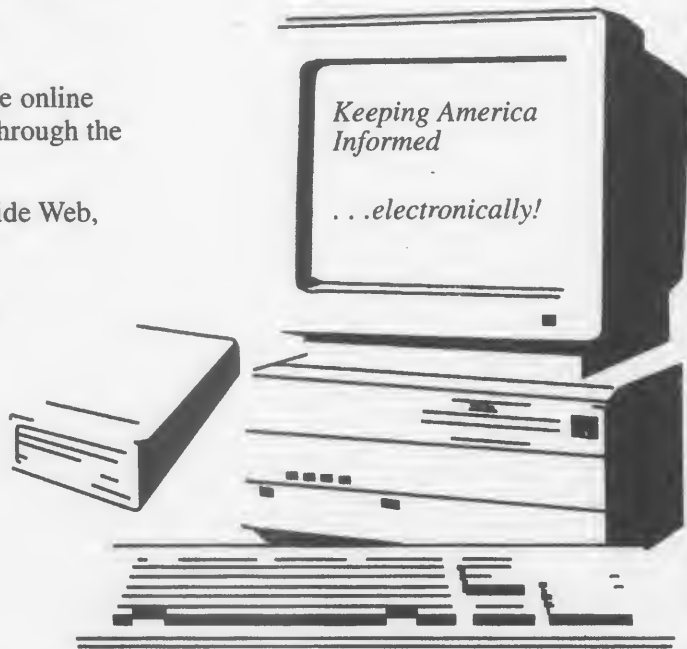 e online
hrough the
ide Web,
Keeping America
Informed
. . .electronically!